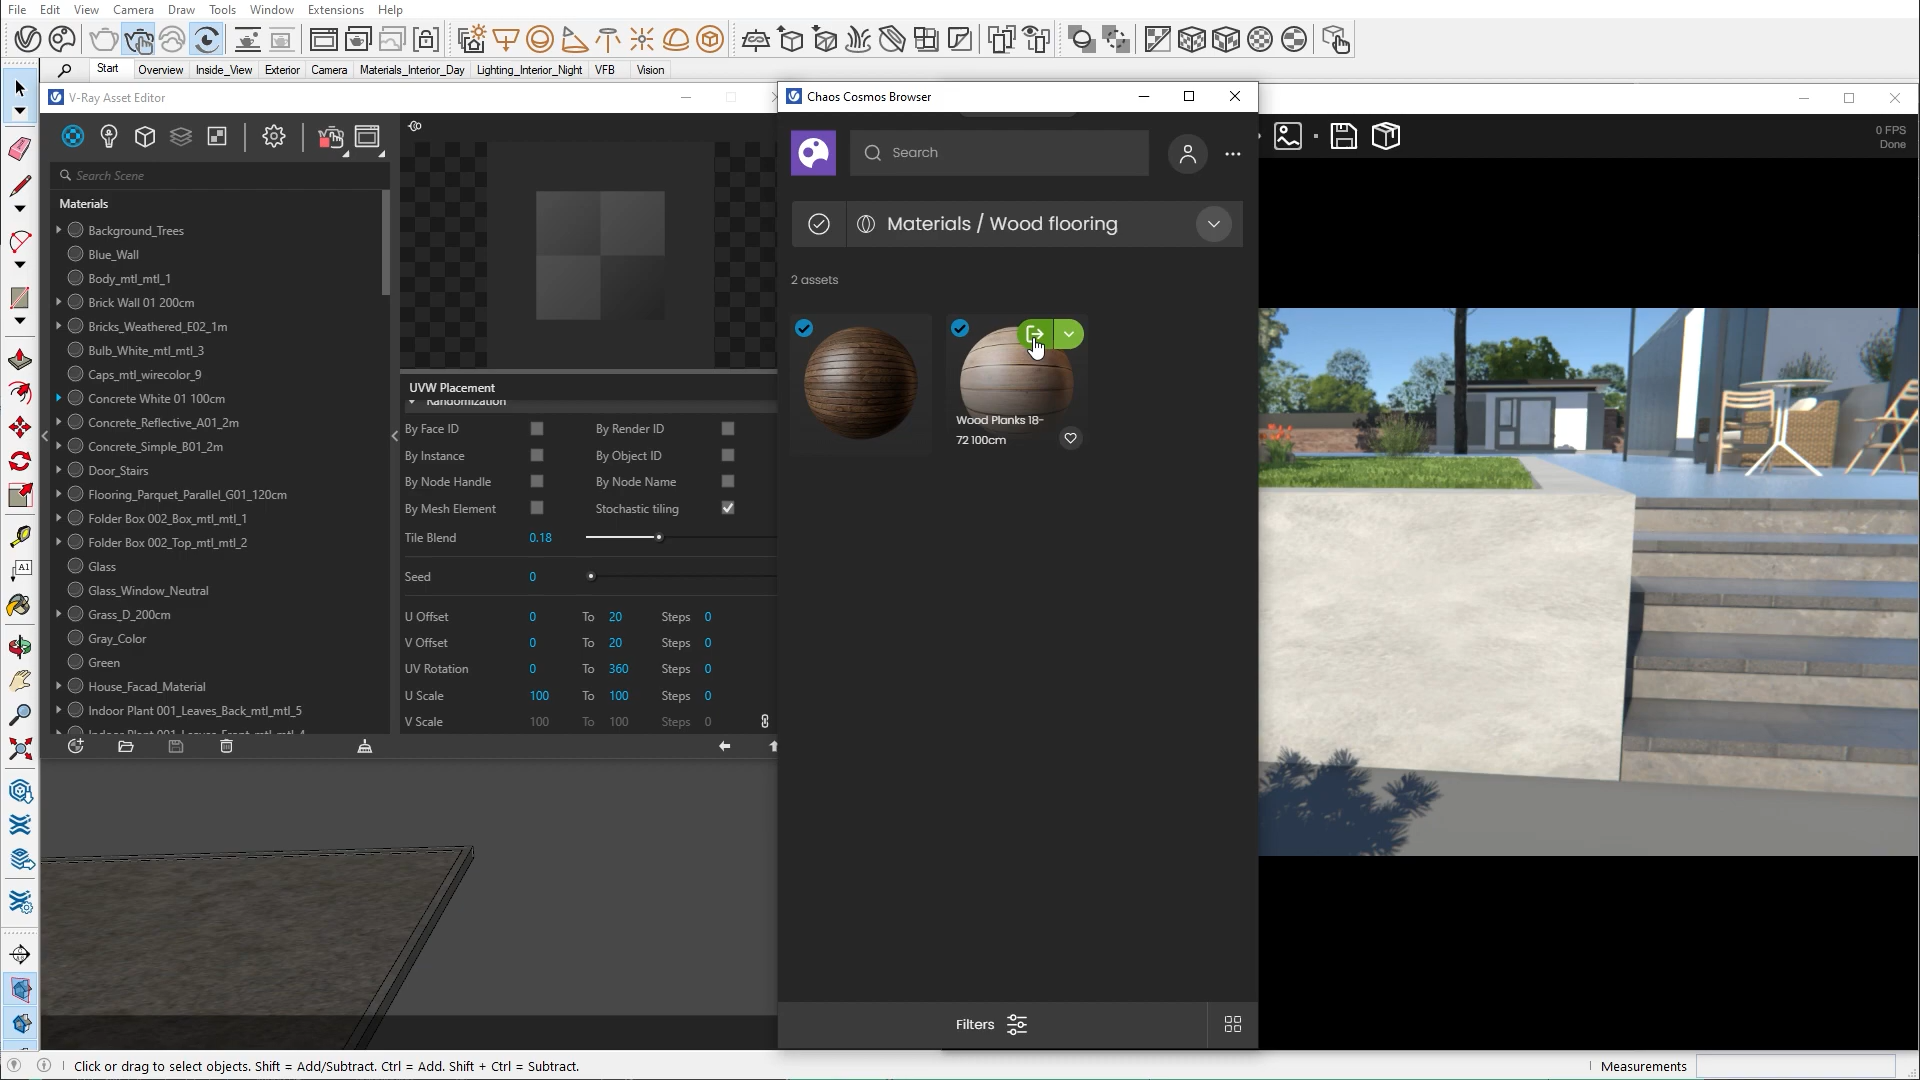 File Edit View Camera Draw Tools Window Extensions Help
Start Overview Inside_View Exterior Camera Materials_Interior_Day Lighting_Interior_Night VFB Vision
V-Ray Asset Editor
Chaos Cosmos Browser
0 FPS
Done
Search
Search Scene
Materials
Background_Trees
Blue_Wall
Body_mtl_mtl_1
Brick Wall 01 200cm
Bricks_Weathered_E02_1m
Bulb_White_mtl_mtl_3
Caps_mtl_wirecolor_9
Concrete White 01 100cm
Concrete_Reflective_A01_2m
Concrete_Simple_B01_2m
Door_Stairs
Flooring_Parquet_Parallel_G01_120cm
Folder Box 002_Box_mtl_mtl_1
Folder Box 002_Top_mtl_mtl_2
Glass
Glass_Window_Neutral
Grass_D_200cm
Gray_Color
Green
House_Facad_Material
Indoor Plant 001_Leaves_Back_mtl_mtl_5
Indoor Plant 001_Leaves_Front_mtl_mtl_4
UVW Placement
Randomization
By Face ID By Render ID
By Instance By Object ID
By Node Handle By Node Name
By Mesh Element Stochastic tiling
Tile Blend 0.18
Seed 0
U Offset 0 To 20 Steps 0
V Offset 0 To 20 Steps 0
UV Rotation 0 To 360 Steps 0
U Scale 100 To 100 Steps 0
V Scale 100 To 100 Steps 0
Materials / Wood flooring
2 assets
Wood Planks 18-
72 100cm
Filters
A1
Click or drag to select objects. Shift = Add/Subtract. Ctrl = Add. Shift + Ctrl = Subtract.
Measurements